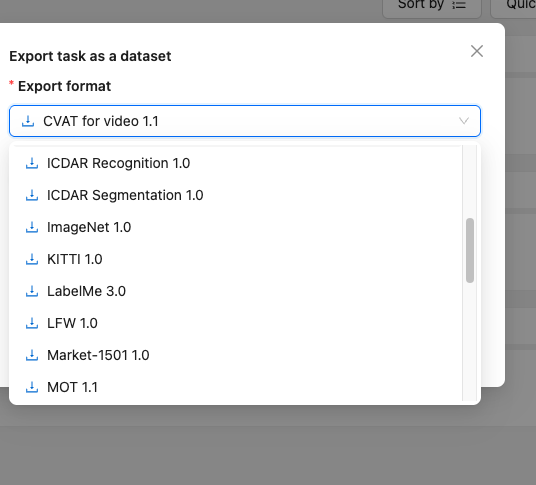 Sort by
Quic
Export task as a dataset
* Export format
CVAT for video 1.1
ICDAR Recognition 1.0
ICDAR Segmentation 1.0
ImageNet 1.0
KITTI 1.0
LabelMe 3.0
LFW 1.0
Market-1501 1.0
MOT 1.1